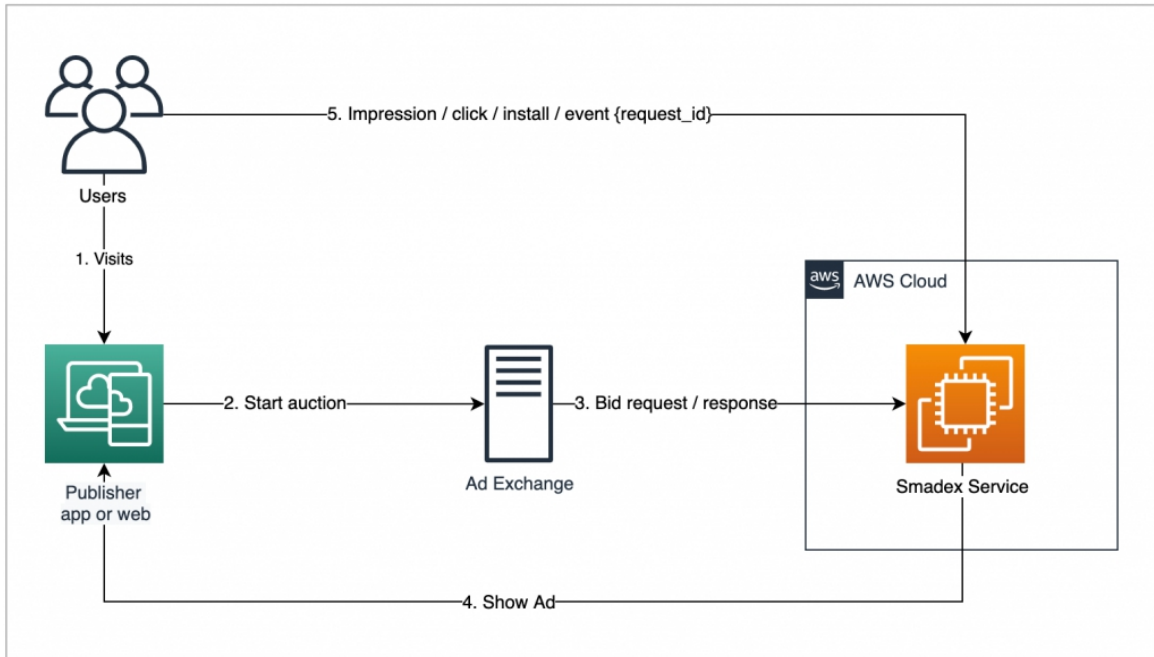 5. Impression / click / install / event {request_id}
Users
1. Visits
aws
AWS Cloud
2. Start auction
3. Bid request / response
Publisher
app or web
Ad Exchange
Smadex Service
4. Show Ad